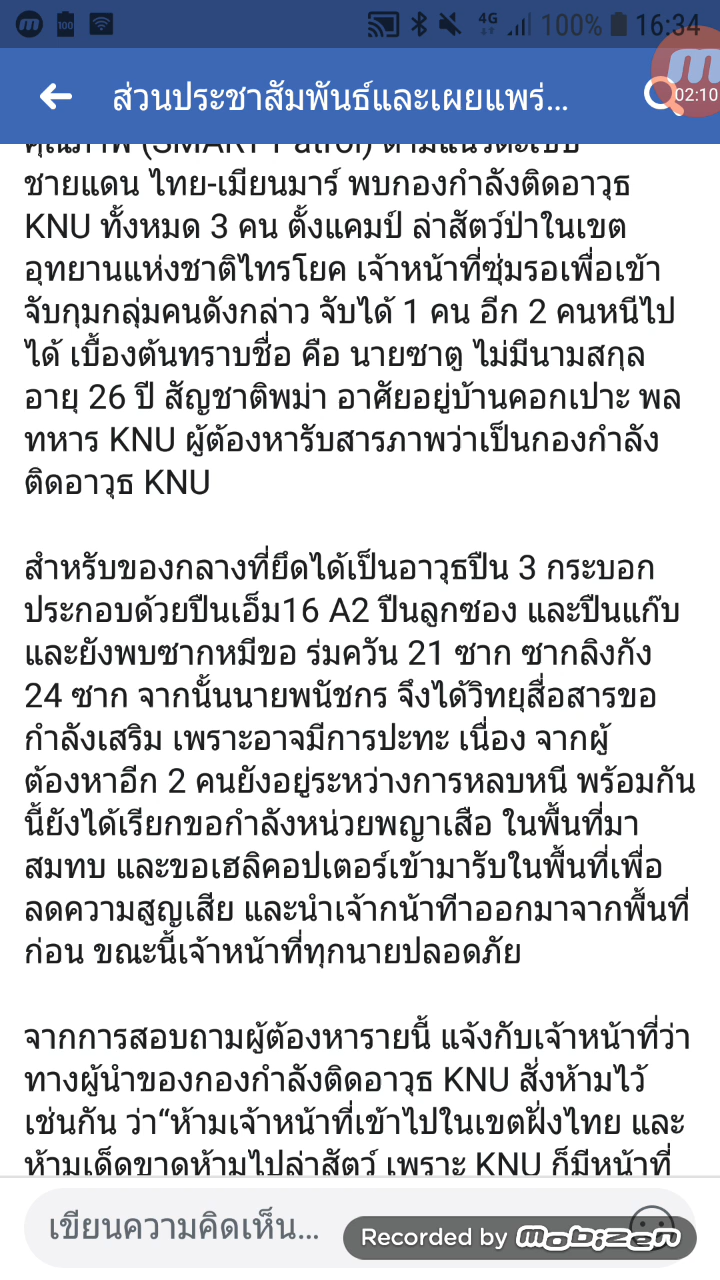 100
4G
100%
16:34
ส่วนประชาสัมพันธ์และเผยแพร่...
02:10
คุณภาพ (SMART Patrol) ตามแนวตะเข็บ
ชายแดน ไทย-เมียนมาร์ พบกองกำลังติดอาวุธ
KNU ทั้งหมด 3 คน ตั้งแคมป์ ล่าสัตว์ป่าในเขต
อุทยานแห่งชาติไทรโยค เจ้าหน้าที่ซุ่มรอเพื่อเข้า
จับกุมกลุ่มคนดังกล่าว จับได้ 1 คน อีก 2 คนหนีไป
ได้ เบื้องต้นทราบชื่อ คือ นายซาตู ไม่มีนามสกุล
อายุ 26 ปี สัญชาติพม่า อาศัยอยู่บ้านคอกเปาะ พล
ทหาร KNU ผู้ต้องหารับสารภาพว่าเป็นกองกำลัง
ติดอาวุธ KNU
สำหรับของกลางที่ยึดได้เป็นอาวุธปืน 3 กระบอก
ประกอบด้วยปืนเอ็ม16 A2 ปืนลูกซอง และปืนแก๊บ
และยังพบซากหมีขอ ร่มควัน 21 ซาก ซากลิงกัง
24 ซาก จากนั้นนายพนัชกร จึงได้วิทยุสื่อสารขอ
กำลังเสริม เพราะอาจมีการปะทะ เนื่อง จากผู้
ต้องหาอีก 2 คนยังอยู่ระหว่างการหลบหนี พร้อมกัน
นี้ยังได้เรียกขอกำลังหน่วยพญาเสือ ในพื้นที่มา
สมทบ และขอเฮลิคอปเตอร์เข้ามารับในพื้นที่เพื่อ
ลดความสูญเสีย และนำเจ้ากน้าทีาออกมาจากพื้นที่
ก่อน ขณะนี้เจ้าหน้าที่ทุกนายปลอดภัย
จากการสอบถามผู้ต้องหารายนี้ แจ้งกับเจ้าหน้าที่ว่า
ทางผู้นำของกองกำลังติดอาวุธ KNU สั่งห้ามไว้
เช่นกัน ว่า“ห้ามเจ้าหน้าที่เข้าไปในเขตฝั่งไทย และ
ห้ามเด็ดขาดห้ามไปล่าสัตว์ เพราะ KNU ก็มีหน้าที่
เขียนความคิดเห็น...
Recorded by mobizen